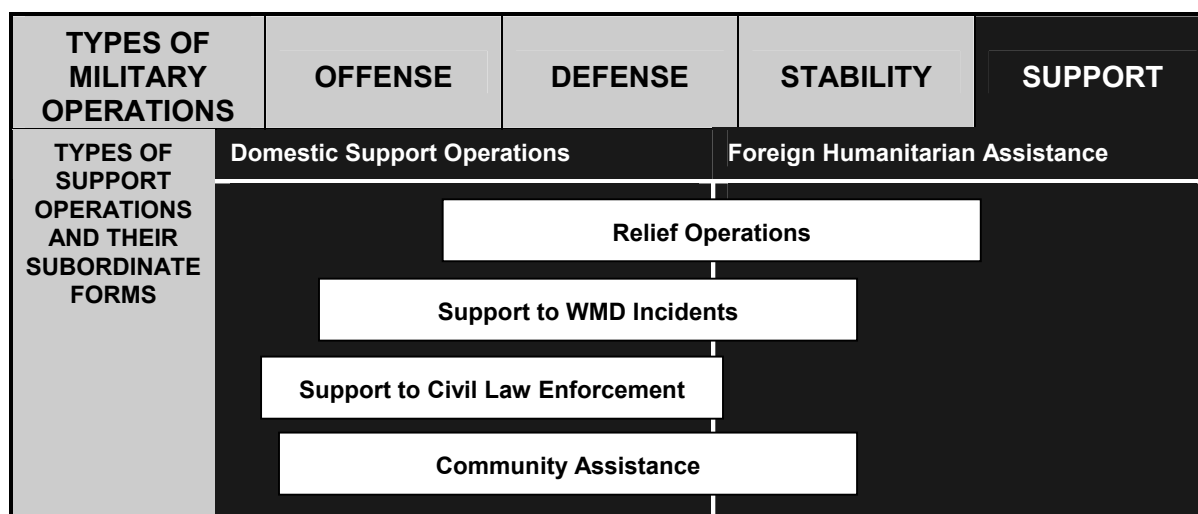 TYPES OF
MILITARY
OPERATIONS
OFFENSE
DEFENSE
STABILITY
SUPPORT
TYPES OF
SUPPORT
OPERATIONS
AND THEIR
SUBORDINATE
FORMS
Domestic Support Operations
Foreign Humanitarian Assistance
Relief Operations
Support to WMD Incidents
Support to Civil Law Enforcement
Community Assistance